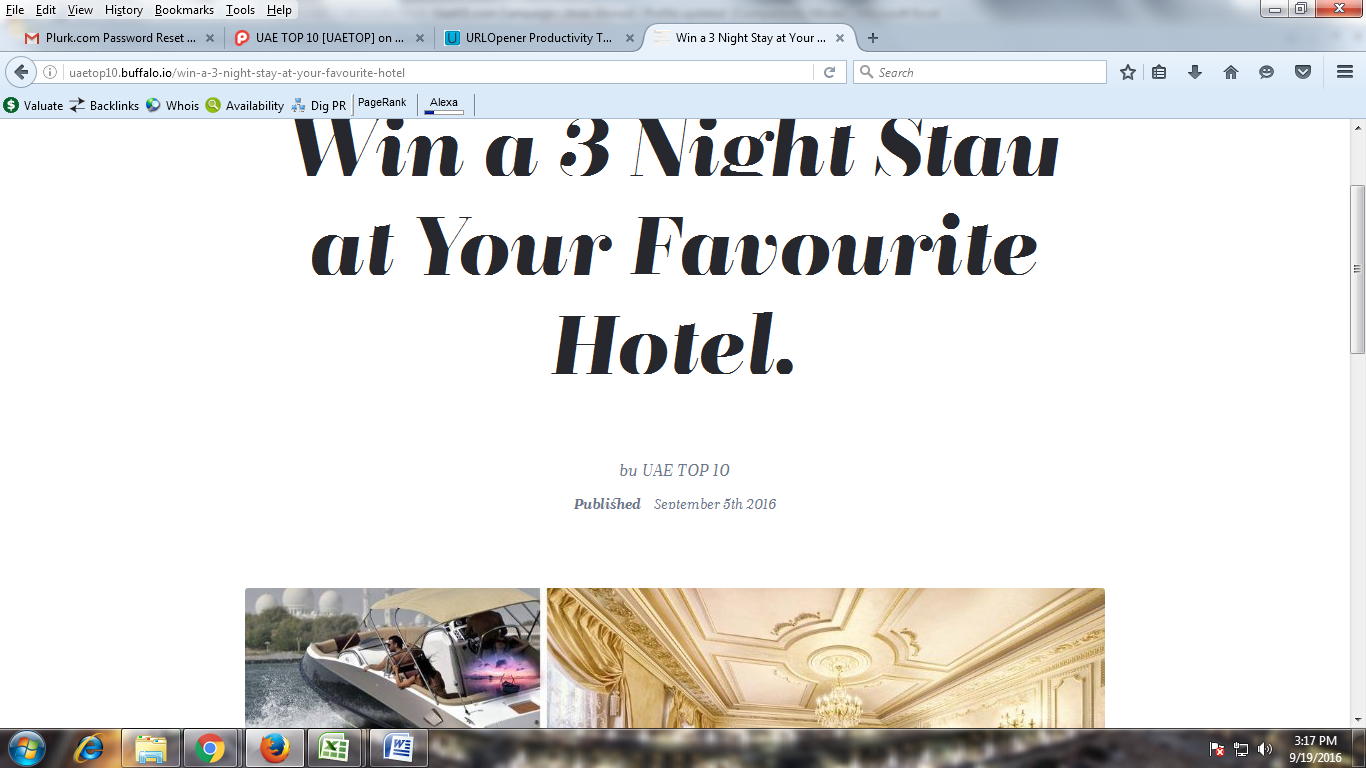 File Edit View History Bookmarks Tools Help
Plurk.com Password Reset ...
UAE TOP 10 [UAETOP] on ...
URLOpener Productivity T...
Win a 3 Night Stay at Your ...
uaetop10.buffalo.io/win-a-3-night-stay-at-your-favourite-hotel
Search
Valuate Backlinks Whois Availability Dig PR PageRank Alexa
Win a 3 Night Stay
at Your Favourite
Hotel.
by UAE TOP 10
Published September 5th 2016
3:17 PM
9/19/2016